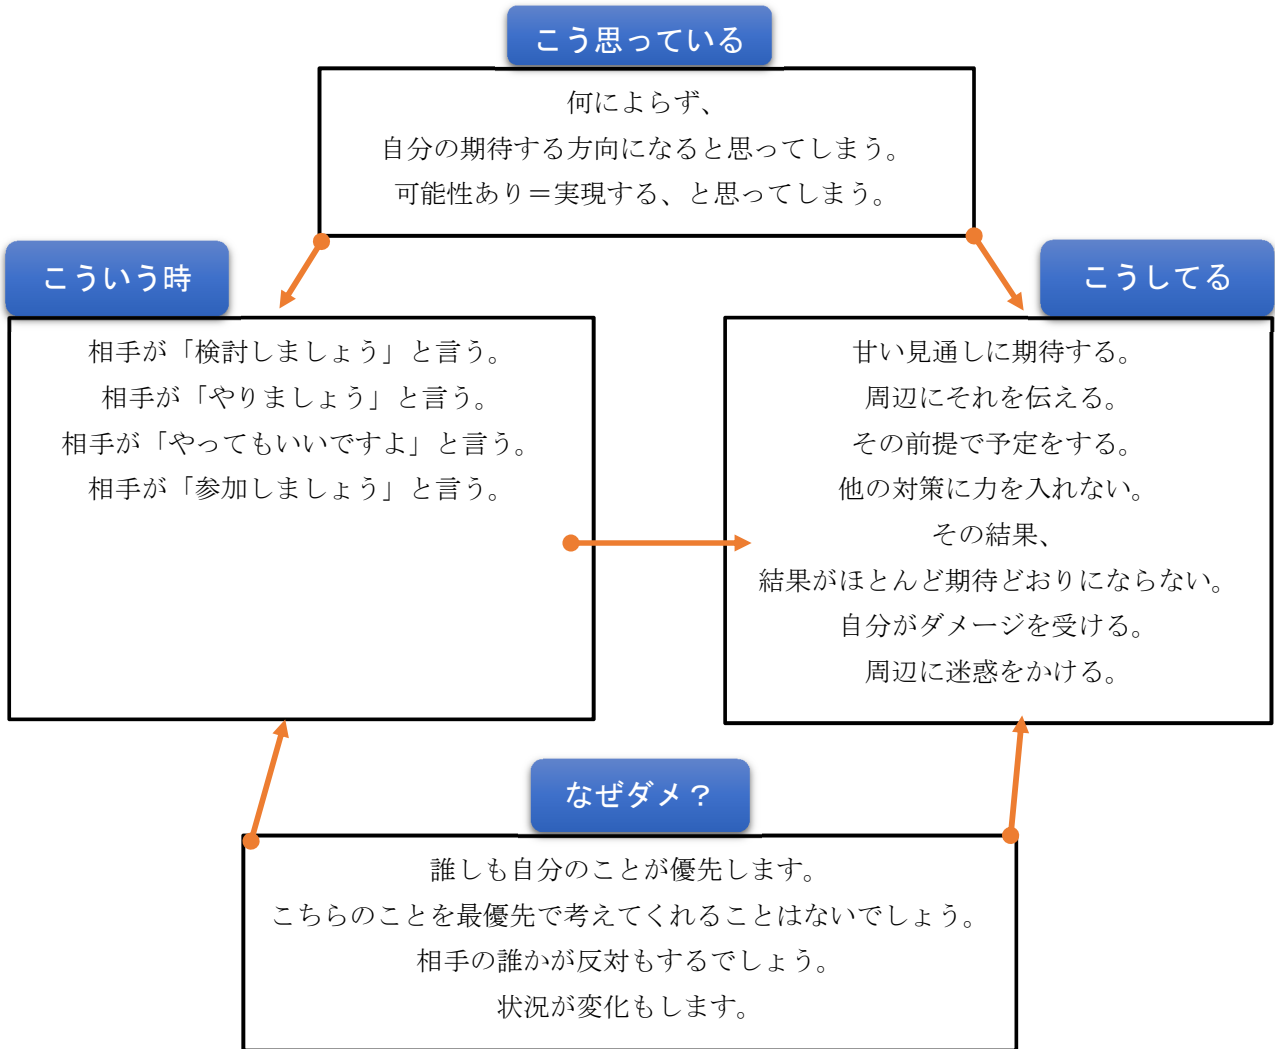 こう思っている
何によらず、
自分の期待する方向になると思ってしまう。
可能性あり＝実現する、と思ってしまう。
こういう時
相手が「検討しましょう」と言う。
相手が「やりましょう」と言う。
相手が「やってもいいですよ」と言う。
相手が「参加しましょう」と言う。
こうしてる
甘い見通しに期待する。
周辺にそれを伝える。
その前提で予定をする。
他の対策に力を入れない。
その結果、
結果がほとんど期待どおりにならない。
自分がダメージを受ける。
周辺に迷惑をかける。
なぜダメ？
誰しも自分のことが優先します。
こちらのことを最優先で考えてくれることはないでしょう。
相手の誰かが反対もするでしょう。
状況が変化もします。